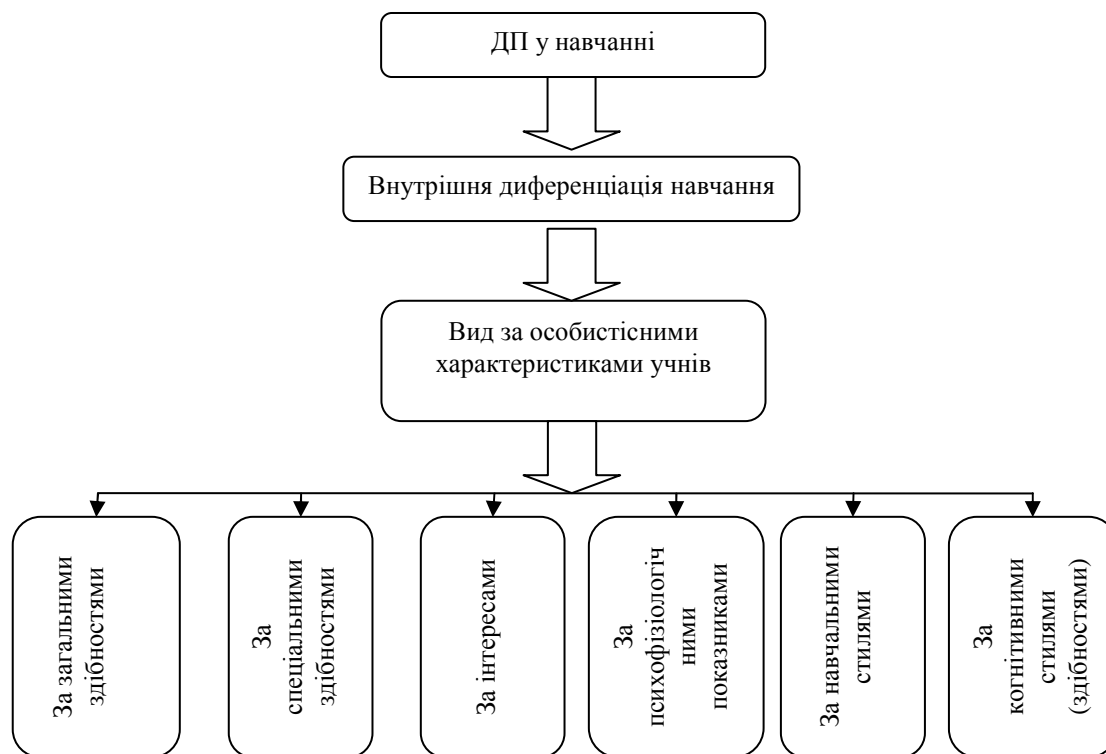 ДП у навчанні
Внутрішня диференціація навчання
Вид за особистісними
характеристиками учнів
За загальними
здібностями
За
спеціальними
здібностями
За інтересами
За
психофізіологіч
ними
показниками
За навчальними
стилями
За
когнітивними
стилями
(здібностями)